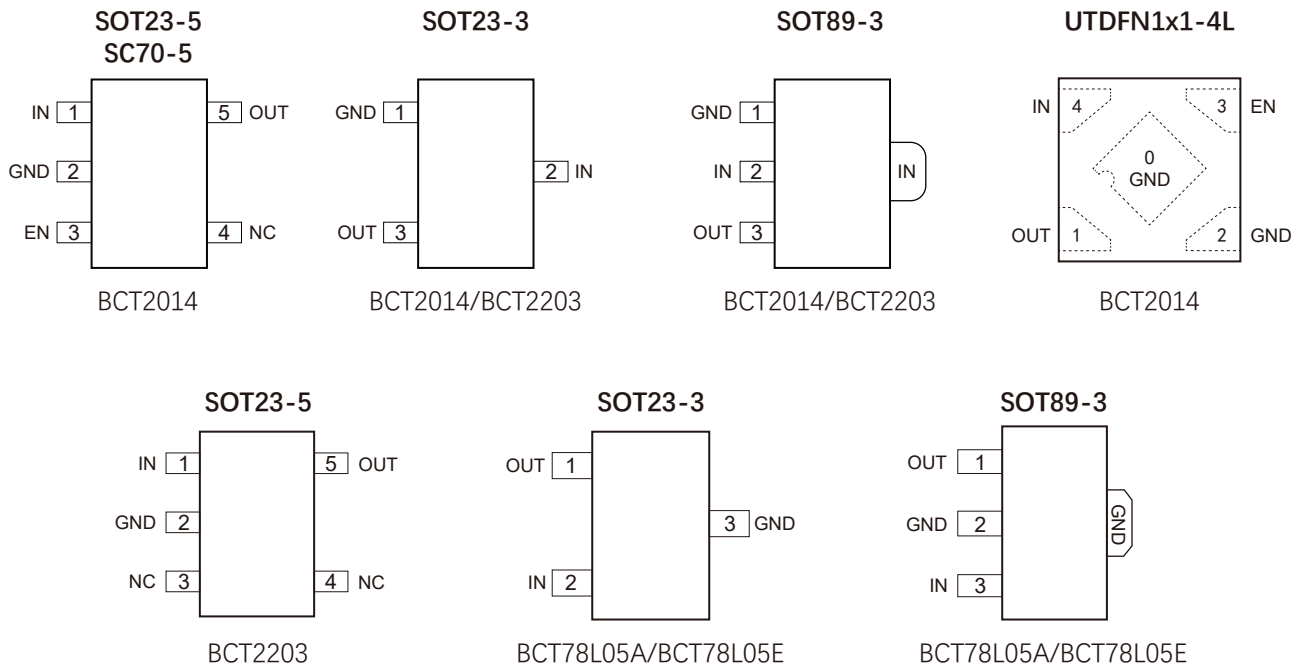 SOT23-5
SC70-5
IN 1
GND 2
EN 3
5 OUT
4 NC
BCT2014
SOT23-3
GND 1
OUT 3
2 IN
BCT2014/BCT2203
SOT89-3
GND 1
IN 2
OUT 3
IN
BCT2014/BCT2203
UTDFN1x1-4L
IN 4
3 EN
0
GND
OUT 1
2 GND
BCT2014
SOT23-5
IN 1
GND 2
NC 3
5 OUT
4 NC
BCT2203
SOT23-3
OUT 1
IN 2
3 GND
BCT78L05A/BCT78L05E
SOT89-3
OUT 1
GND 2
IN 3
GND
BCT78L05A/BCT78L05E